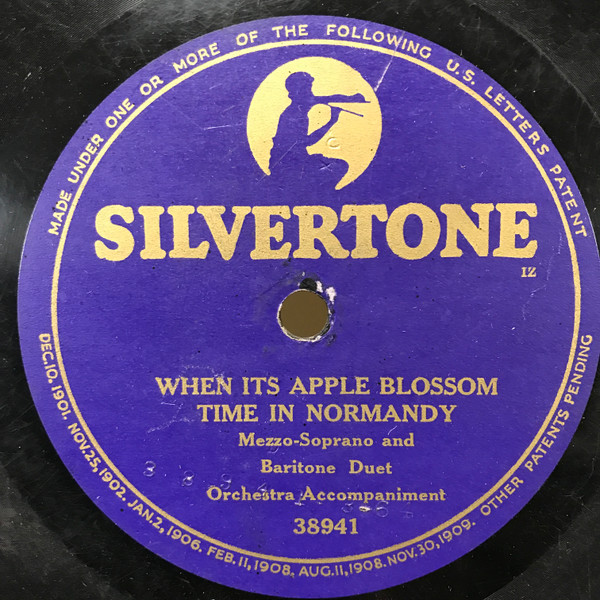 MADE UNDER ONE OR MORE OF THE FOLLOWING U.S. LETTERS PATENT
SILVERTONE
IZ
WHEN ITS APPLE BLOSSOM
TIME IN NORMANDY
Mezzo-Soprano and
Baritone Duet
Orchestra Accompaniment
38941
DEC.10.1901. NOV.25,1902. JAN.2,1906. FEB.11,1908. AUG.11,1908. NOV.30,1909. OTHER PATENTS PENDING